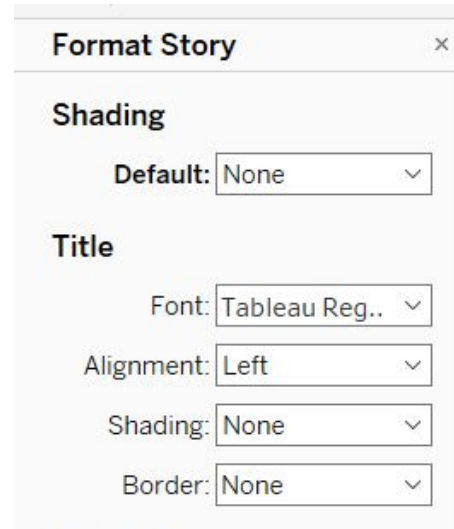 Format Story ×
Shading
Default: None
Title
Font: Tableau Reg..
Alignment: Left
Shading: None
Border: None